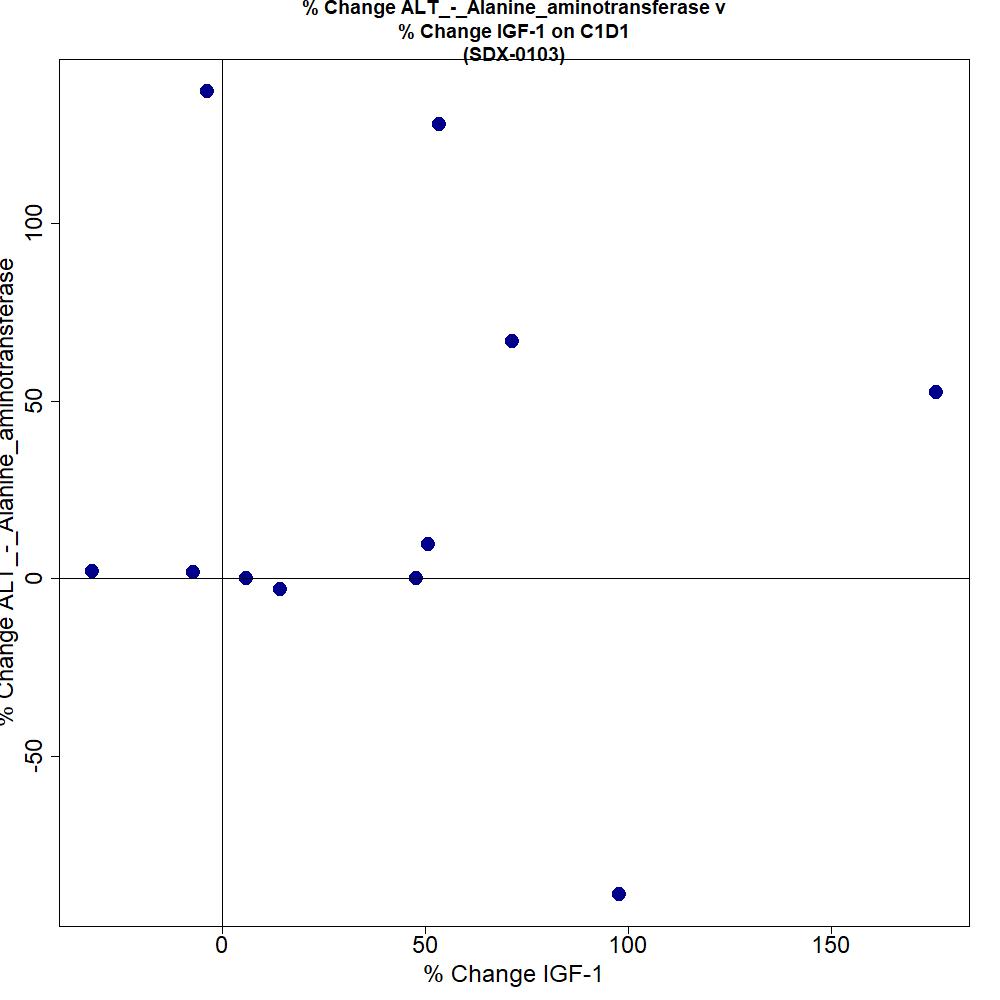 % Change ALT_-_Alanine_aminotransferase v
% Change IGF-1 on C1D1
(SDX-0103)
% Change ALT_-_Alanine_aminotransferase
100
50
0
-50
0
50
100
150
% Change IGF-1